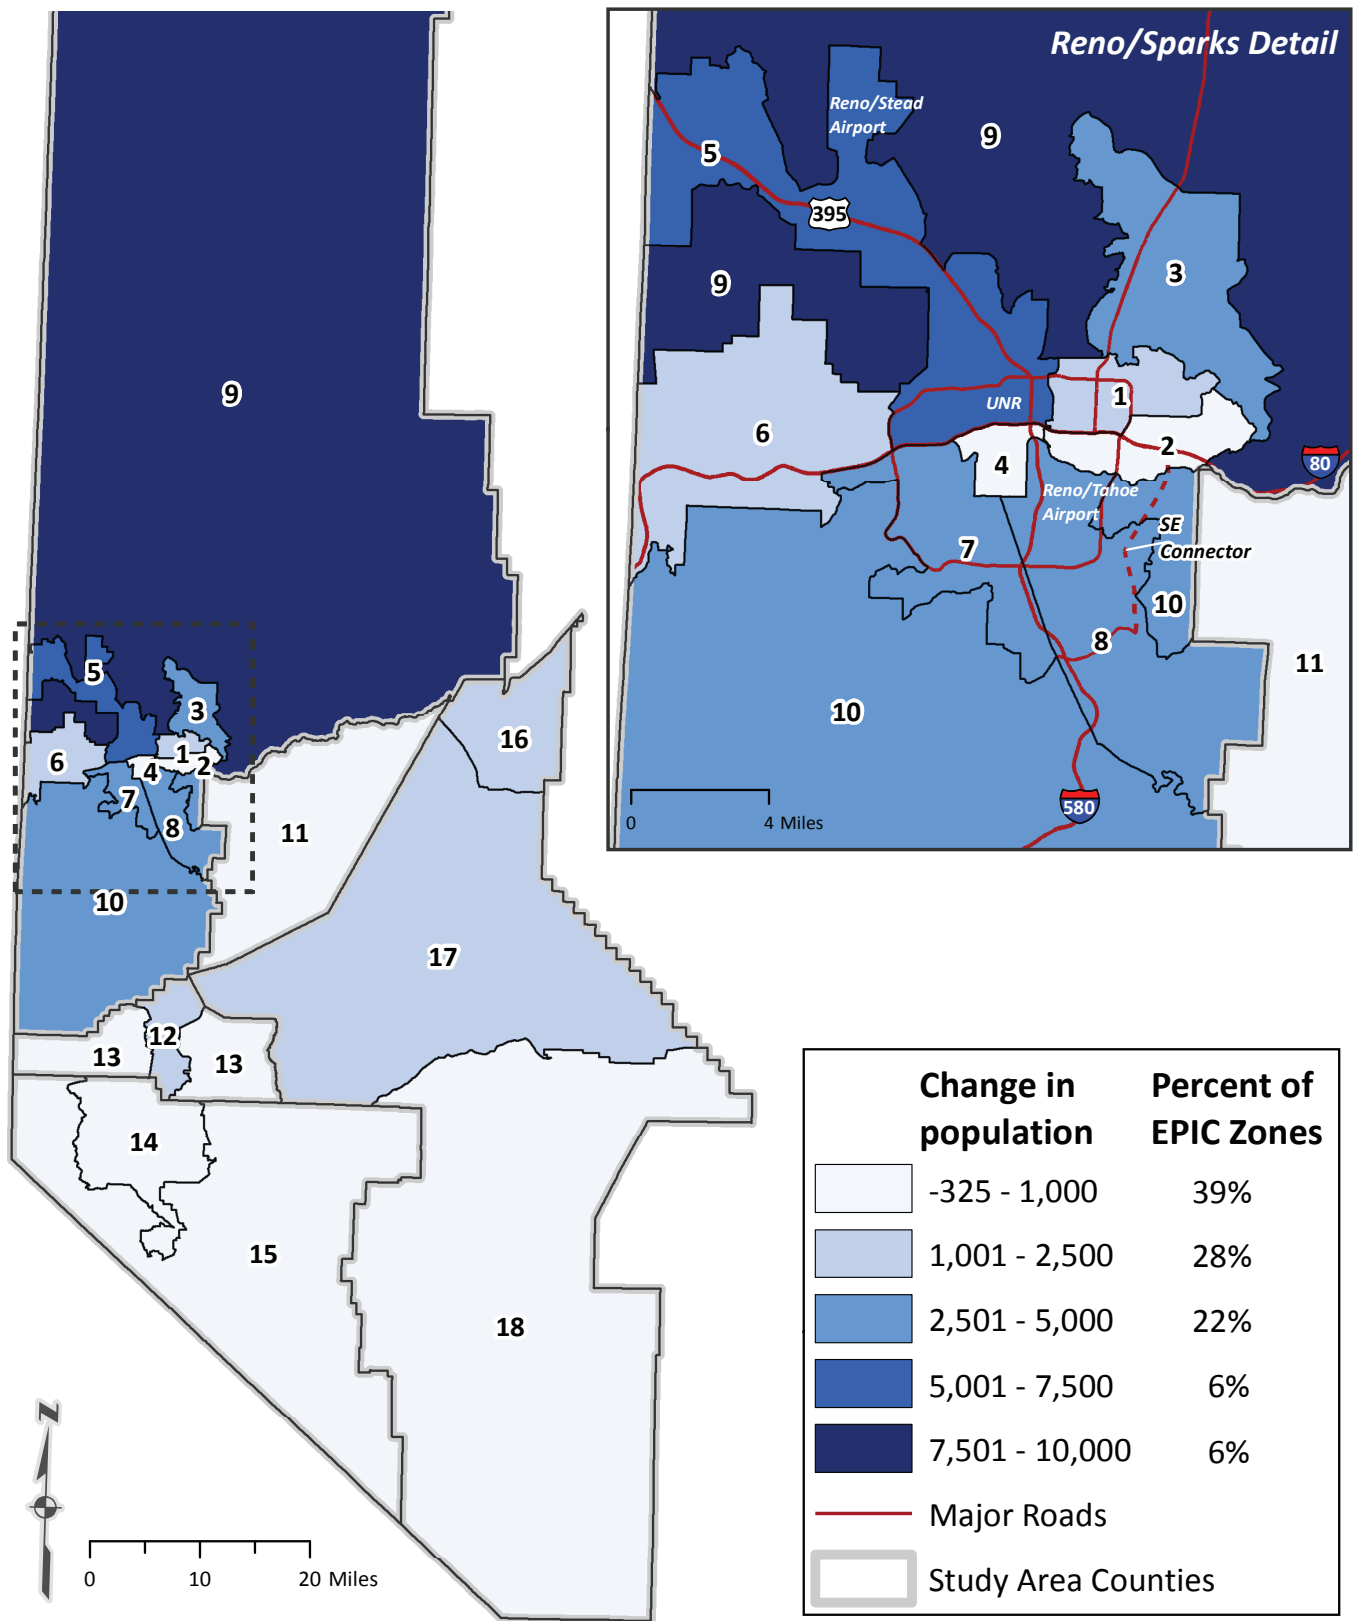 Reno/Sparks Detail
Reno/Stead
Airport
9
5
395
3
9
1
UNR
6
2
4
80
Reno/Tahoe
Airport
SE
Connector
7
10
8
11
10
580
0 4 Miles
9
5
3
16
1
6
2
4
7
8
11
10
17
12
13
13
14
15
18
N
0 10 20 Miles
Change in population Percent of EPIC Zones
-325 - 1,000 39%
1,001 - 2,500 28%
2,501 - 5,000 22%
5,001 - 7,500 6%
7,501 - 10,000 6%
Major Roads
Study Area Counties